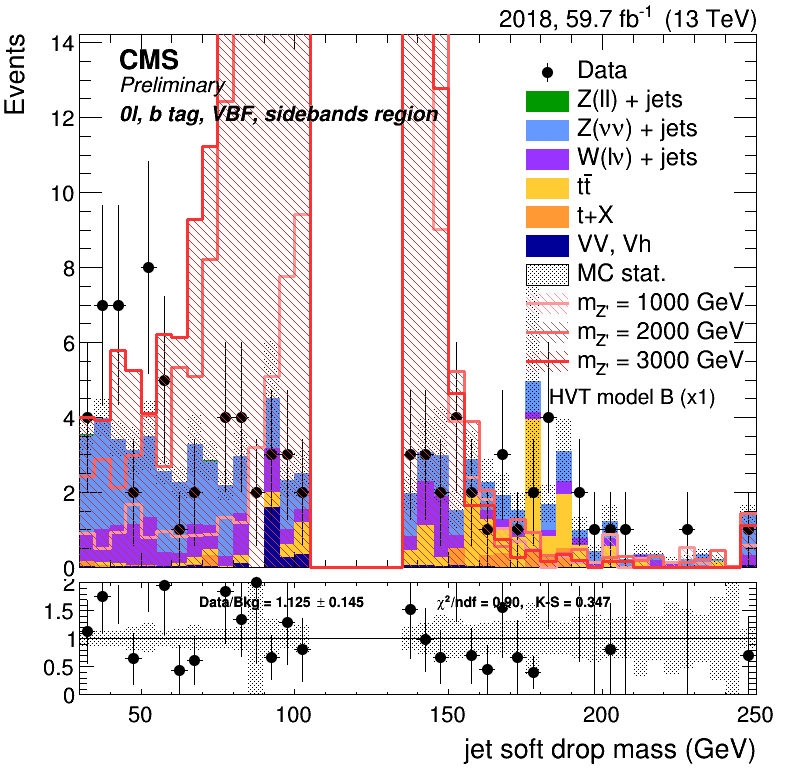 2018, 59.7 fb⁻¹ (13 TeV)
Events
CMS
Preliminary
0l, b tag, VBF, sidebands region
Data
Z(ll) + jets
Z(νν) + jets
W(lν) + jets
tt̄
t+X
VV, Vh
MC stat.
m_Z' = 1000 GeV
m_Z' = 2000 GeV
m_Z' = 3000 GeV
HVT model B (x1)
14
12
10
8
6
4
2
0
Data/Bkg = 1.125 ± 0.145
χ²/ndf = 0.90, K-S = 0.347
2
1.5
1
0.5
0
50 100 150 200 250
jet soft drop mass (GeV)